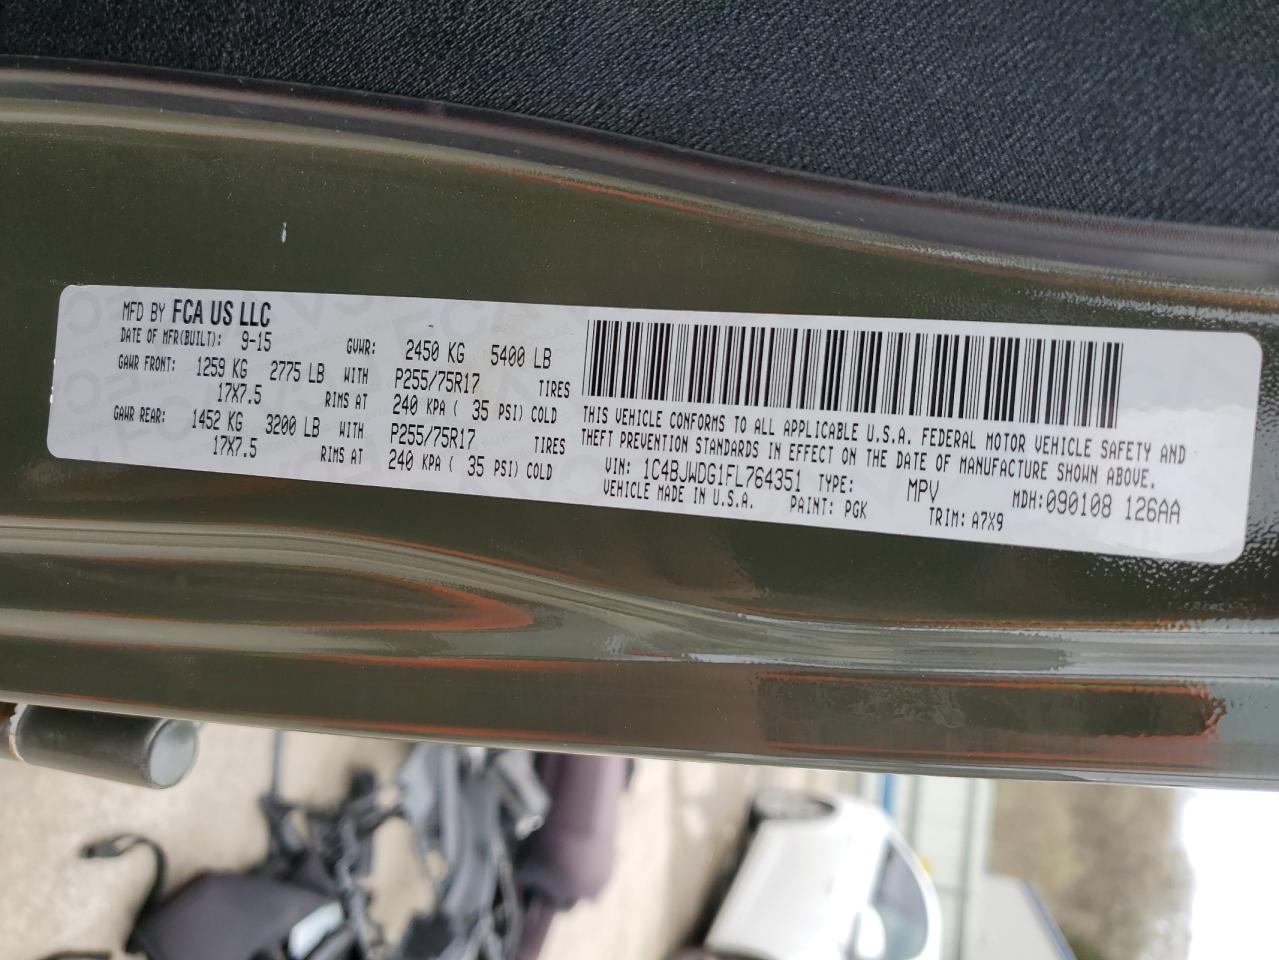 MFD BY FCA US LLC
DATE OF MFR(BUILT): 9-15 GVWR: 2450 KG 5400 LB
GAWR FRONT: 1259 KG 2775 LB WITH P255/75R17 TIRES
17X7.5 RIMS AT 240 KPA ( 35 PSI) COLD
GAWR REAR: 1452 KG 3200 LB WITH P255/75R17 TIRES
17X7.5 RIMS AT 240 KPA ( 35 PSI) COLD
THIS VEHICLE CONFORMS TO ALL APPLICABLE U.S.A. FEDERAL MOTOR VEHICLE SAFETY AND
THEFT PREVENTION STANDARDS IN EFFECT ON THE DATE OF MANUFACTURE SHOWN ABOVE.
VIN: 1C4BJWDG1FL764351 TYPE: MPV MDH:090108 126AA
VEHICLE MADE IN U.S.A. PAINT: PGK TRIM: A7X9